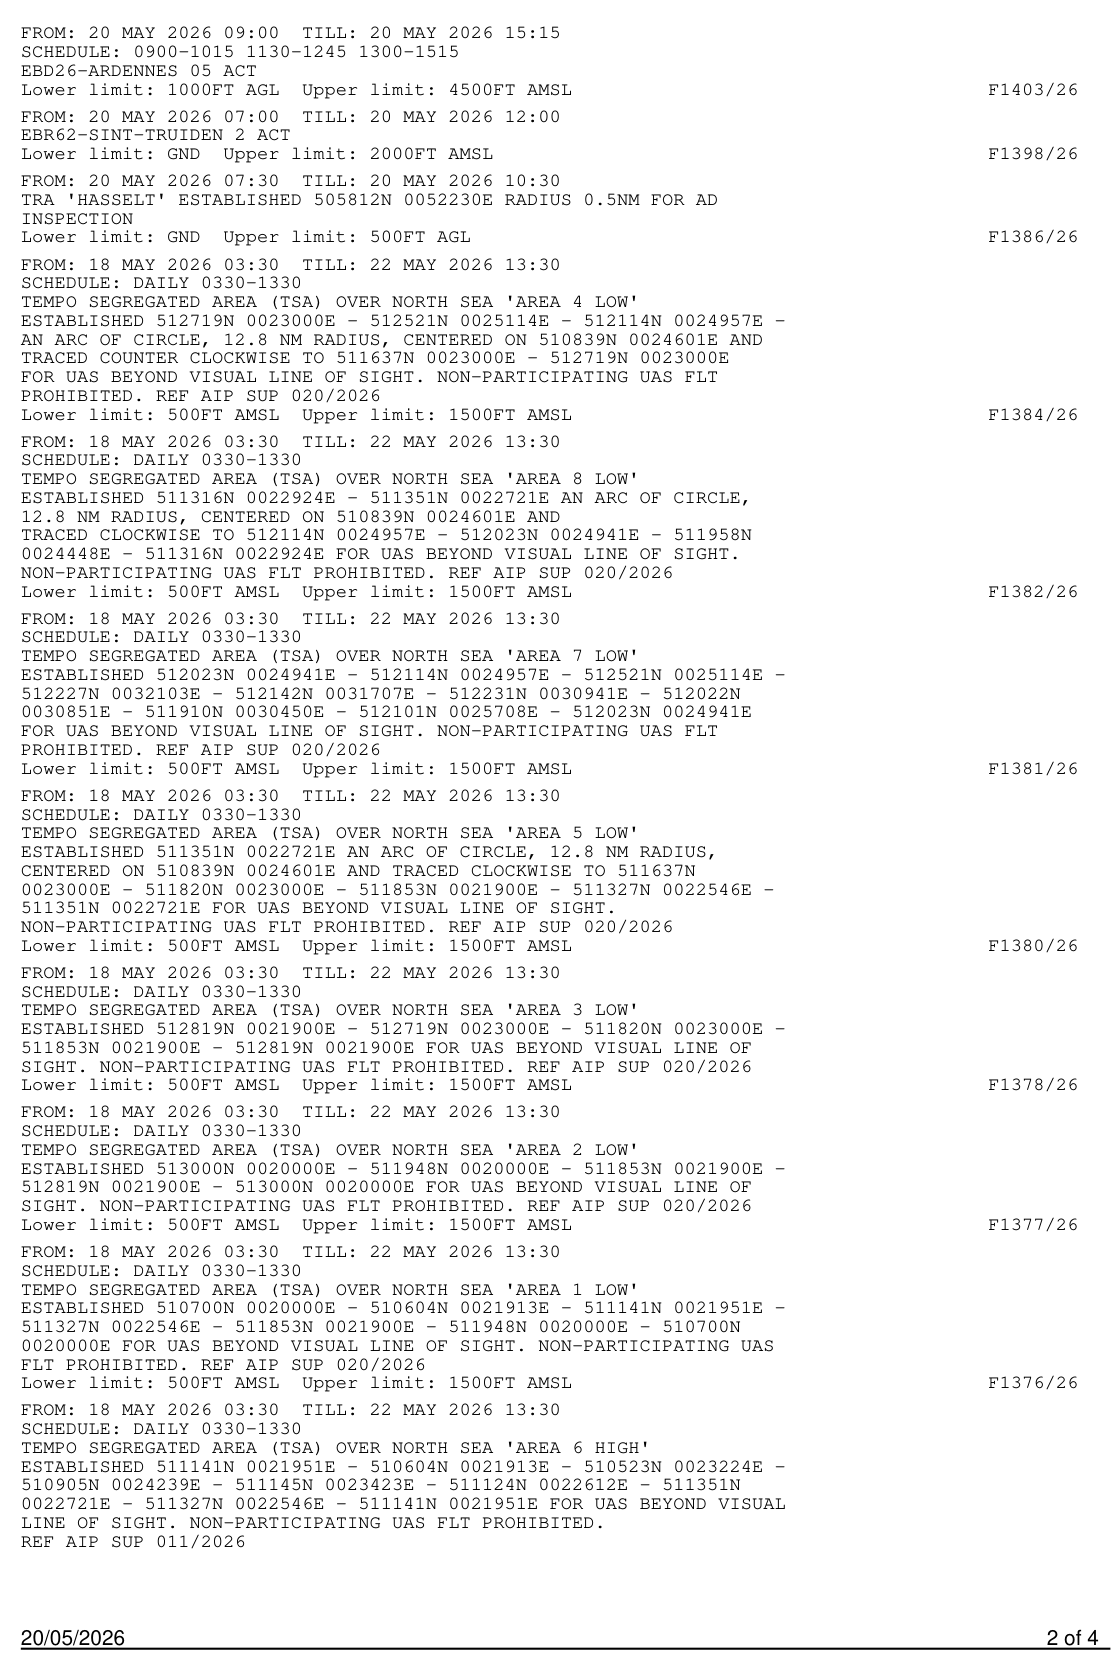 FROM: 20 MAY 2026 09:00  TILL: 20 MAY 2026 15:15
SCHEDULE: 0900-1015 1130-1245 1300-1515
EBD26-ARDENNES 05 ACT
Lower limit: 1000FT AGL  Upper limit: 4500FT AMSL F1403/26
FROM: 20 MAY 2026 07:00  TILL: 20 MAY 2026 12:00
EBR62-SINT-TRUIDEN 2 ACT
Lower limit: GND  Upper limit: 2000FT AMSL F1398/26
FROM: 20 MAY 2026 07:30  TILL: 20 MAY 2026 10:30
TRA 'HASSELT' ESTABLISHED 505812N 0052230E RADIUS 0.5NM FOR AD
INSPECTION
Lower limit: GND  Upper limit: 500FT AGL F1386/26
FROM: 18 MAY 2026 03:30  TILL: 22 MAY 2026 13:30
SCHEDULE: DAILY 0330-1330
TEMPO SEGREGATED AREA (TSA) OVER NORTH SEA 'AREA 4 LOW'
ESTABLISHED 512719N 0023000E - 512521N 0025114E - 512114N 0024957E -
AN ARC OF CIRCLE, 12.8 NM RADIUS, CENTERED ON 510839N 0024601E AND
TRACED COUNTER CLOCKWISE TO 511637N 0023000E - 512719N 0023000E
FOR UAS BEYOND VISUAL LINE OF SIGHT. NON-PARTICIPATING UAS FLT
PROHIBITED. REF AIP SUP 020/2026
Lower limit: 500FT AMSL  Upper limit: 1500FT AMSL F1384/26
FROM: 18 MAY 2026 03:30  TILL: 22 MAY 2026 13:30
SCHEDULE: DAILY 0330-1330
TEMPO SEGREGATED AREA (TSA) OVER NORTH SEA 'AREA 8 LOW'
ESTABLISHED 511316N 0022924E - 511351N 0022721E AN ARC OF CIRCLE,
12.8 NM RADIUS, CENTERED ON 510839N 0024601E AND
TRACED CLOCKWISE TO 512114N 0024957E - 512023N 0024941E - 511958N
0024448E - 511316N 0022924E FOR UAS BEYOND VISUAL LINE OF SIGHT.
NON-PARTICIPATING UAS FLT PROHIBITED. REF AIP SUP 020/2026
Lower limit: 500FT AMSL  Upper limit: 1500FT AMSL F1382/26
FROM: 18 MAY 2026 03:30  TILL: 22 MAY 2026 13:30
SCHEDULE: DAILY 0330-1330
TEMPO SEGREGATED AREA (TSA) OVER NORTH SEA 'AREA 7 LOW'
ESTABLISHED 512023N 0024941E - 512114N 0024957E - 512521N 0025114E -
512227N 0032103E - 512142N 0031707E - 512231N 0030941E - 512022N
0030851E - 511910N 0030450E - 512101N 0025708E - 512023N 0024941E
FOR UAS BEYOND VISUAL LINE OF SIGHT. NON-PARTICIPATING UAS FLT
PROHIBITED. REF AIP SUP 020/2026
Lower limit: 500FT AMSL  Upper limit: 1500FT AMSL F1381/26
FROM: 18 MAY 2026 03:30  TILL: 22 MAY 2026 13:30
SCHEDULE: DAILY 0330-1330
TEMPO SEGREGATED AREA (TSA) OVER NORTH SEA 'AREA 5 LOW'
ESTABLISHED 511351N 0022721E AN ARC OF CIRCLE, 12.8 NM RADIUS,
CENTERED ON 510839N 0024601E AND TRACED CLOCKWISE TO 511637N
0023000E - 511820N 0023000E - 511853N 0021900E - 511327N 0022546E -
511351N 0022721E FOR UAS BEYOND VISUAL LINE OF SIGHT.
NON-PARTICIPATING UAS FLT PROHIBITED. REF AIP SUP 020/2026
Lower limit: 500FT AMSL  Upper limit: 1500FT AMSL F1380/26
FROM: 18 MAY 2026 03:30  TILL: 22 MAY 2026 13:30
SCHEDULE: DAILY 0330-1330
TEMPO SEGREGATED AREA (TSA) OVER NORTH SEA 'AREA 3 LOW'
ESTABLISHED 512819N 0021900E - 512719N 0023000E - 511820N 0023000E -
511853N 0021900E - 512819N 0021900E FOR UAS BEYOND VISUAL LINE OF
SIGHT. NON-PARTICIPATING UAS FLT PROHIBITED. REF AIP SUP 020/2026
Lower limit: 500FT AMSL  Upper limit: 1500FT AMSL F1378/26
FROM: 18 MAY 2026 03:30  TILL: 22 MAY 2026 13:30
SCHEDULE: DAILY 0330-1330
TEMPO SEGREGATED AREA (TSA) OVER NORTH SEA 'AREA 2 LOW'
ESTABLISHED 513000N 0020000E - 511948N 0020000E - 511853N 0021900E -
512819N 0021900E - 513000N 0020000E FOR UAS BEYOND VISUAL LINE OF
SIGHT. NON-PARTICIPATING UAS FLT PROHIBITED. REF AIP SUP 020/2026
Lower limit: 500FT AMSL  Upper limit: 1500FT AMSL F1377/26
FROM: 18 MAY 2026 03:30  TILL: 22 MAY 2026 13:30
SCHEDULE: DAILY 0330-1330
TEMPO SEGREGATED AREA (TSA) OVER NORTH SEA 'AREA 1 LOW'
ESTABLISHED 510700N 0020000E - 510604N 0021913E - 511141N 0021951E -
511327N 0022546E - 511853N 0021900E - 511948N 0020000E - 510700N
0020000E FOR UAS BEYOND VISUAL LINE OF SIGHT. NON-PARTICIPATING UAS
FLT PROHIBITED. REF AIP SUP 020/2026
Lower limit: 500FT AMSL  Upper limit: 1500FT AMSL F1376/26
FROM: 18 MAY 2026 03:30  TILL: 22 MAY 2026 13:30
SCHEDULE: DAILY 0330-1330
TEMPO SEGREGATED AREA (TSA) OVER NORTH SEA 'AREA 6 HIGH'
ESTABLISHED 511141N 0021951E - 510604N 0021913E - 510523N 0023224E -
510905N 0024239E - 511145N 0023423E - 511124N 0022612E - 511351N
0022721E - 511327N 0022546E - 511141N 0021951E FOR UAS BEYOND VISUAL
LINE OF SIGHT. NON-PARTICIPATING UAS FLT PROHIBITED.
REF AIP SUP 011/2026
20/05/2026 2 of 4